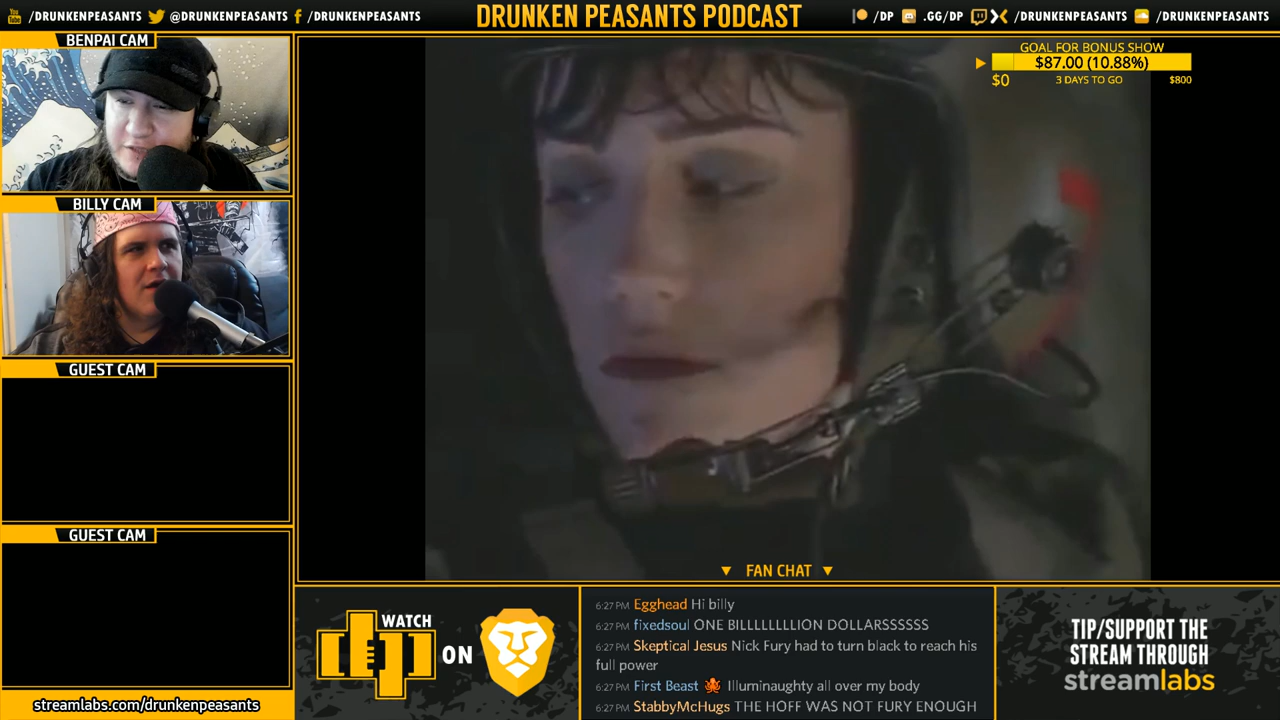 /DRUNKENPEASANTS @DRUNKENPEASANTS /DRUNKENPEASANTS
DRUNKEN PEASANTS PODCAST
/DP .GG/DP /DRUNKENPEASANTS /DRUNKENPEASANTS
BENPAI CAM
BILLY CAM
GUEST CAM
GUEST CAM
streamlabs.com/drunkenpeasants
GOAL FOR BONUS SHOW
$87.00 (10.88%)
$0 3 DAYS TO GO $800
FAN CHAT
WATCH
ON
6:27 PM Egghead Hi billy
6:27 PM fixedsoul ONE BILLLLLLLLION DOLLARSSSSSS
6:27 PM Skeptical Jesus Nick Fury had to turn black to reach his
full power
6:27 PM First Beast Illuminaughty all over my body
6:27 PM StabbyMcHugs THE HOFF WAS NOT FURY ENOUGH
TIP/SUPPORT THE
STREAM THROUGH
streamlabs